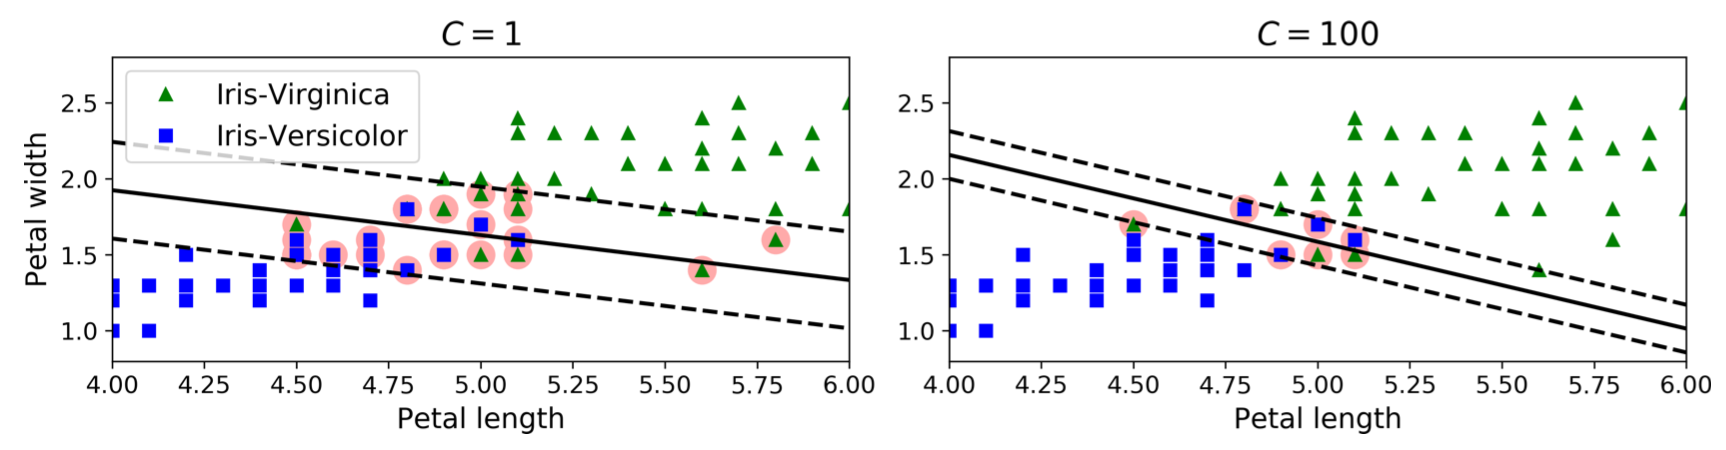 C = 1
Iris-Virginica
Iris-Versicolor
Petal width
2.5
2.0
1.5
1.0
4.00 4.25 4.50 4.75 5.00 5.25 5.50 5.75 6.00
Petal length
C = 100
2.5
2.0
1.5
1.0
4.00 4.25 4.50 4.75 5.00 5.25 5.50 5.75 6.00
Petal length